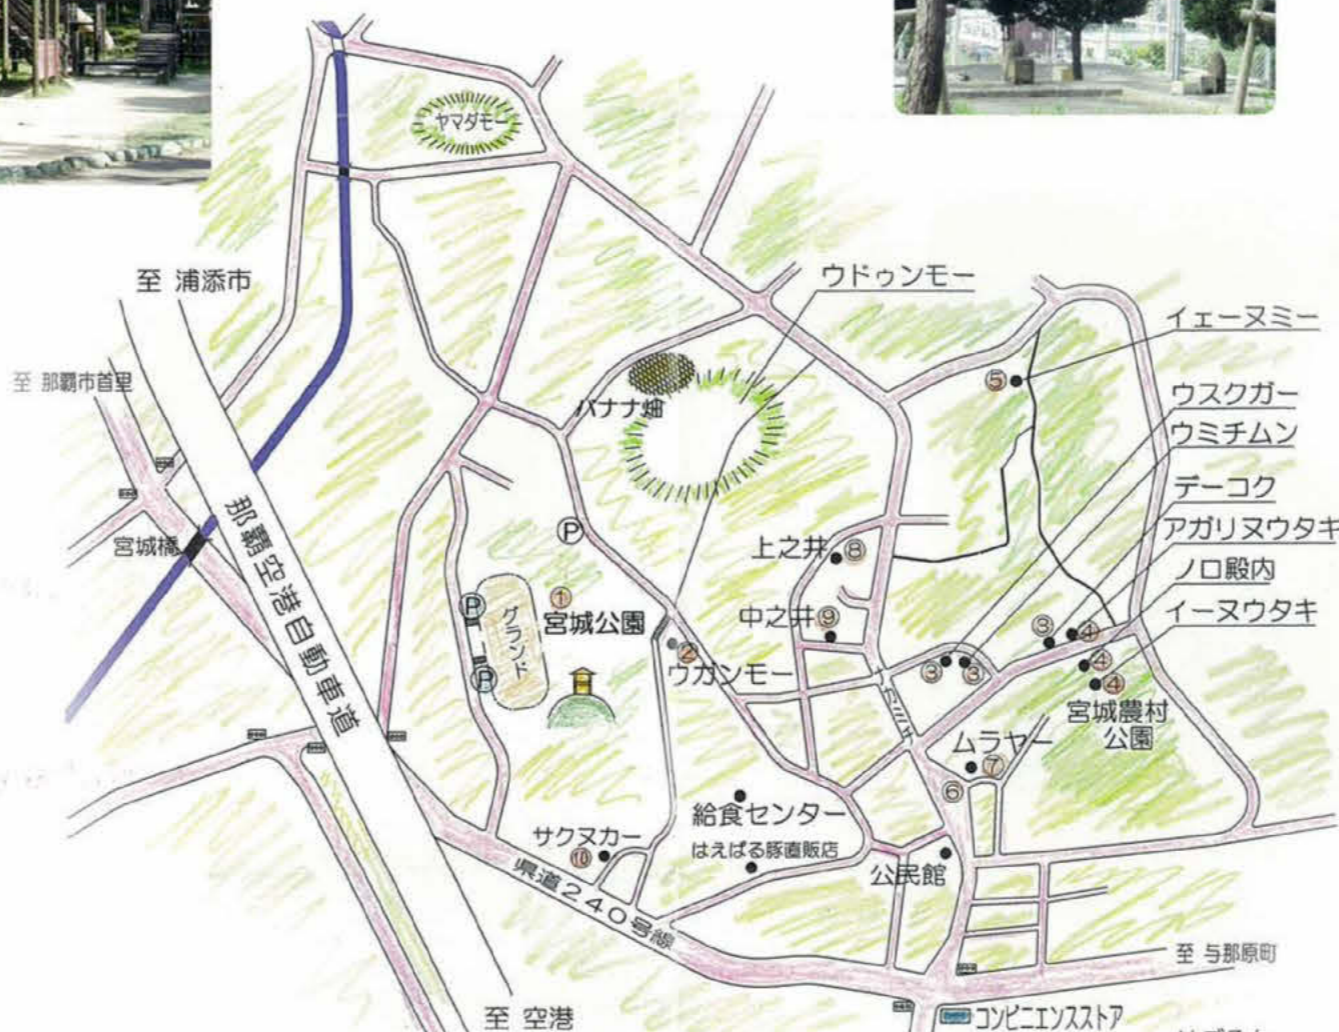 ヤマダモー
至 浦添市
ウドゥンモー
イェーヌミー
至 那覇市首里
⑤
ウスクガー
バナナ畑
ウミチムン
デーコク
アガリヌウタキ
那覇空港自動車道
宮城橋
P
上之井 ⑧
ノロ殿内
イーヌウタキ
①
宮城公園
P
グランド
P
中之井 ⑨
②
ウガンモー
③ ③
③ ④
④
④
宮城農村
公園
ムラヤー
⑦
⑥
給食センター
はえばる豚直販店
サクヌカー
⑩
公民館
県道240号線
至 与那原町
至 空港
コンビニエンスストア